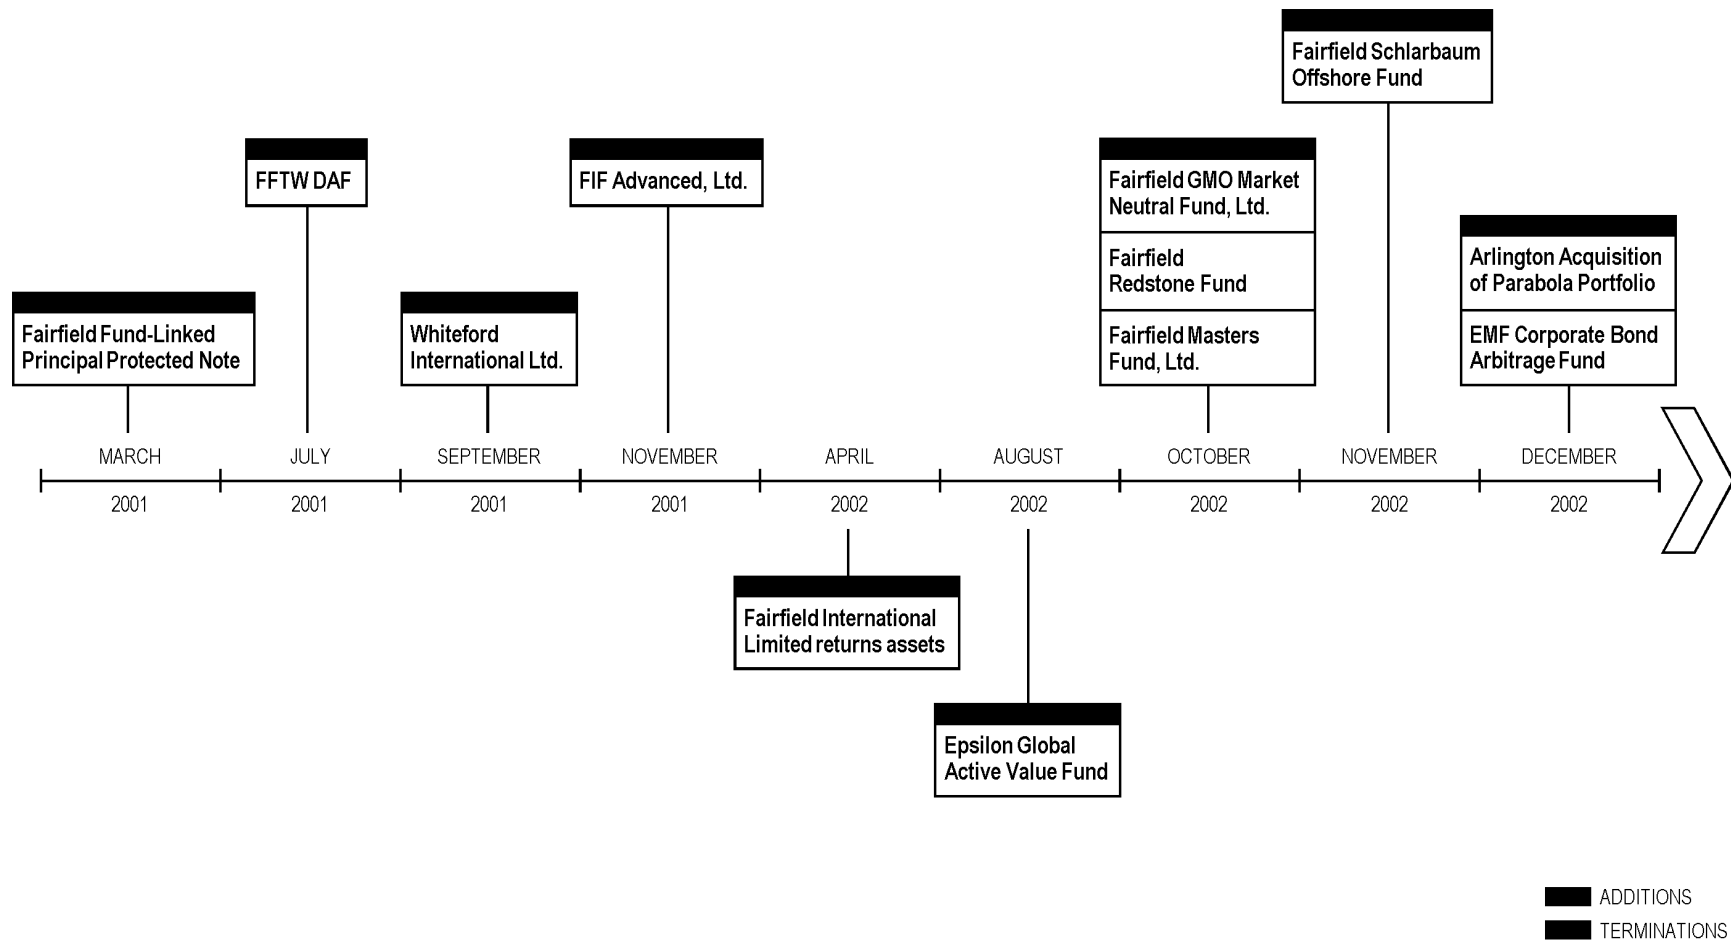 Fairfield Schlarbaum
Offshore Fund
FFTW DAF
FIF Advanced, Ltd.
Fairfield GMO Market
Neutral Fund, Ltd.
Fairfield
Redstone Fund
Fairfield Masters
Fund, Ltd.
Arlington Acquisition
of Parabola Portfolio
EMF Corporate Bond
Arbitrage Fund
Fairfield Fund-Linked
Principal Protected Note
Whiteford
International Ltd.
MARCH
JULY
SEPTEMBER
NOVEMBER
APRIL
AUGUST
OCTOBER
NOVEMBER
DECEMBER
2001
2001
2001
2001
2002
2002
2002
2002
2002
Fairfield International
Limited returns assets
Epsilon Global
Active Value Fund
ADDITIONS
TERMINATIONS